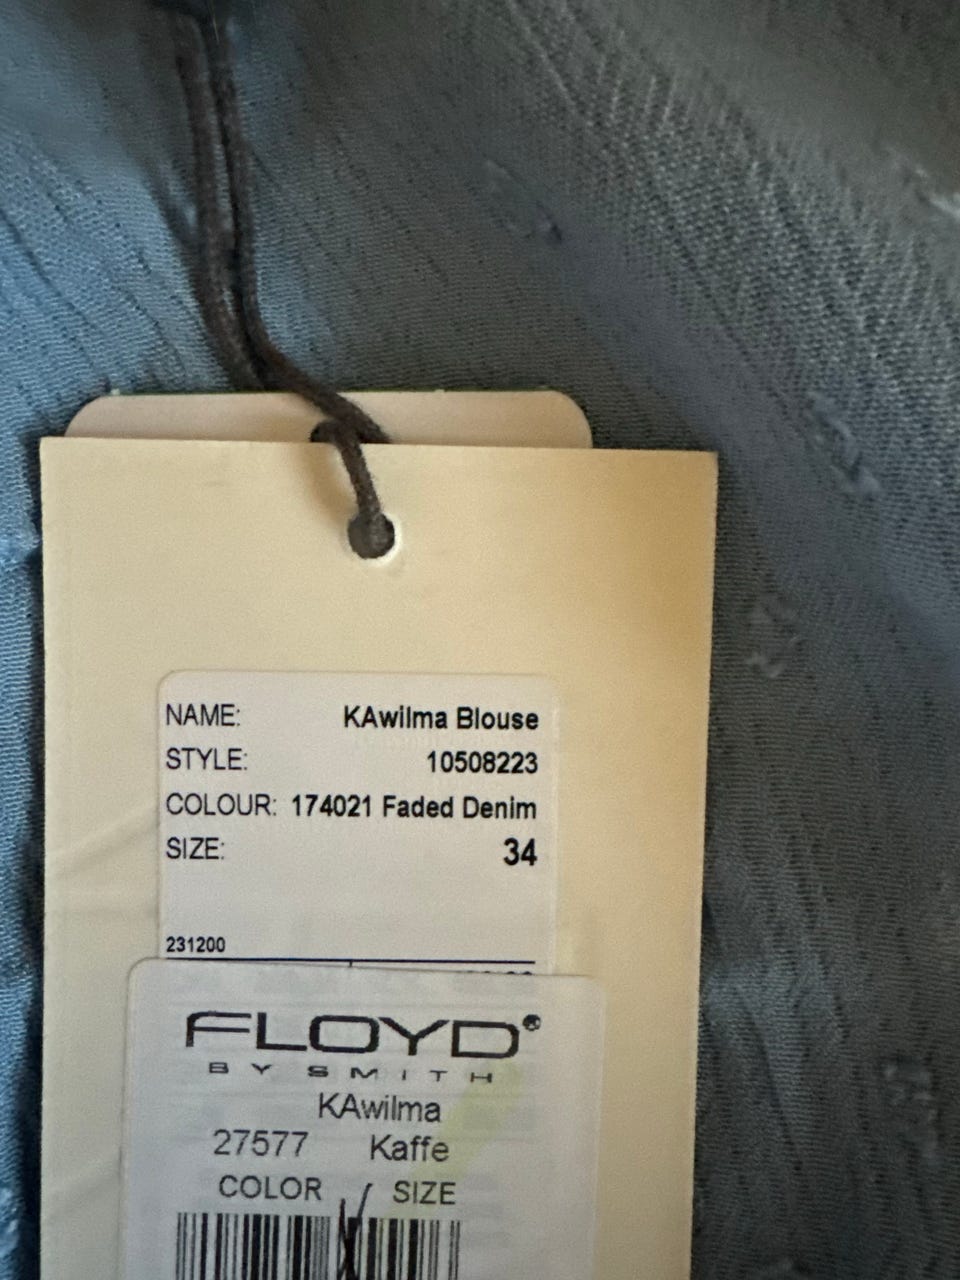 NAME: KAwilma Blouse
STYLE: 10508223
COLOUR: 174021 Faded Denim
SIZE: 34
231200
FLOYD®
BY SMITH
KAwilma
27577 Kaffe
COLOR SIZE